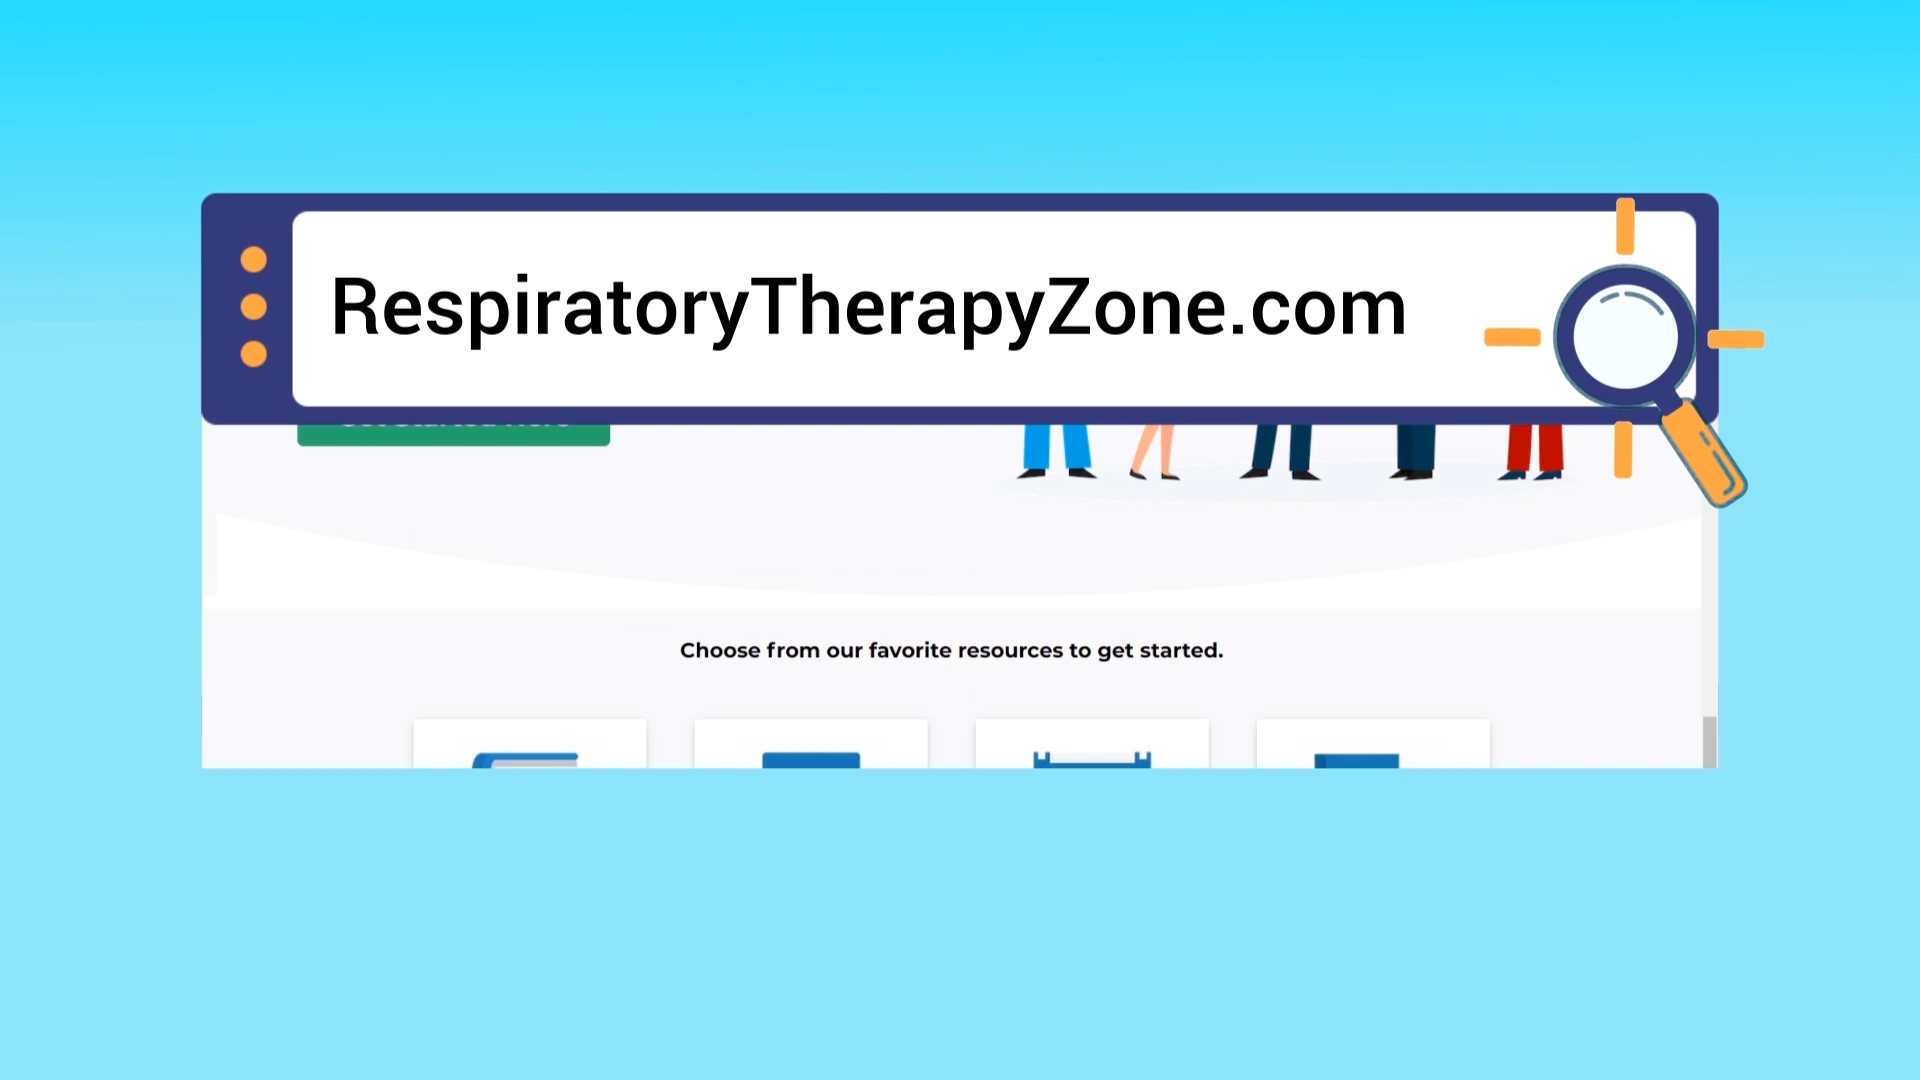 RespiratoryTherapyZone.com
Choose from our favorite resources to get started.